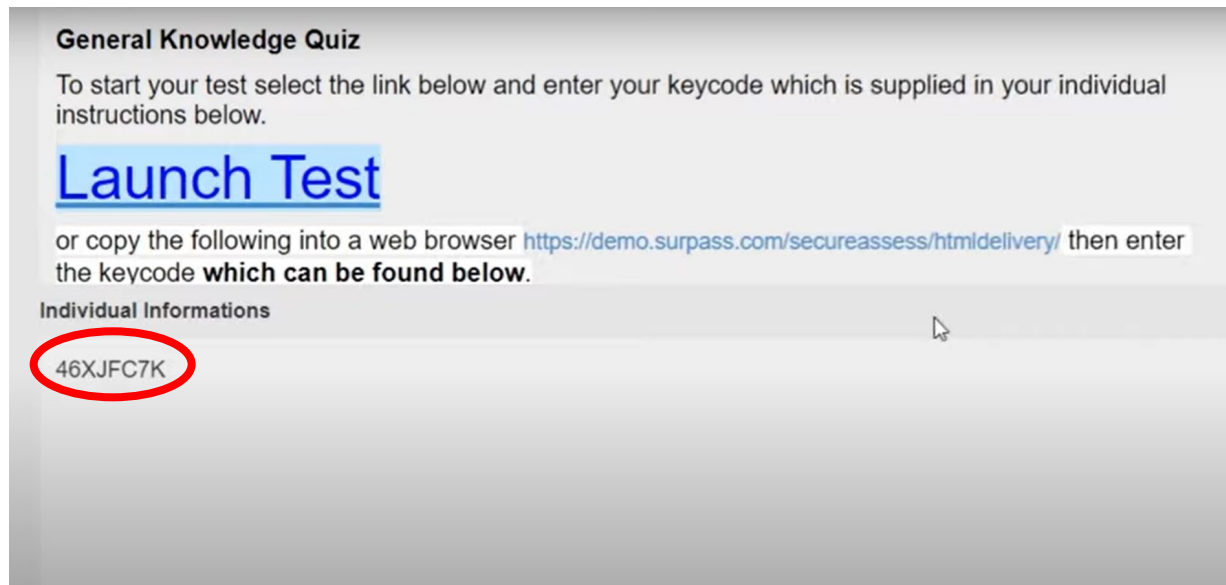 General Knowledge Quiz
To start your test select the link below and enter your keycode which is supplied in your individual
instructions below.
Launch Test
or copy the following into a web browser https://demo.surpass.com/secureassess/htmldelivery/ then enter
the keycode which can be found below.
Individual Informations
46XJFC7K